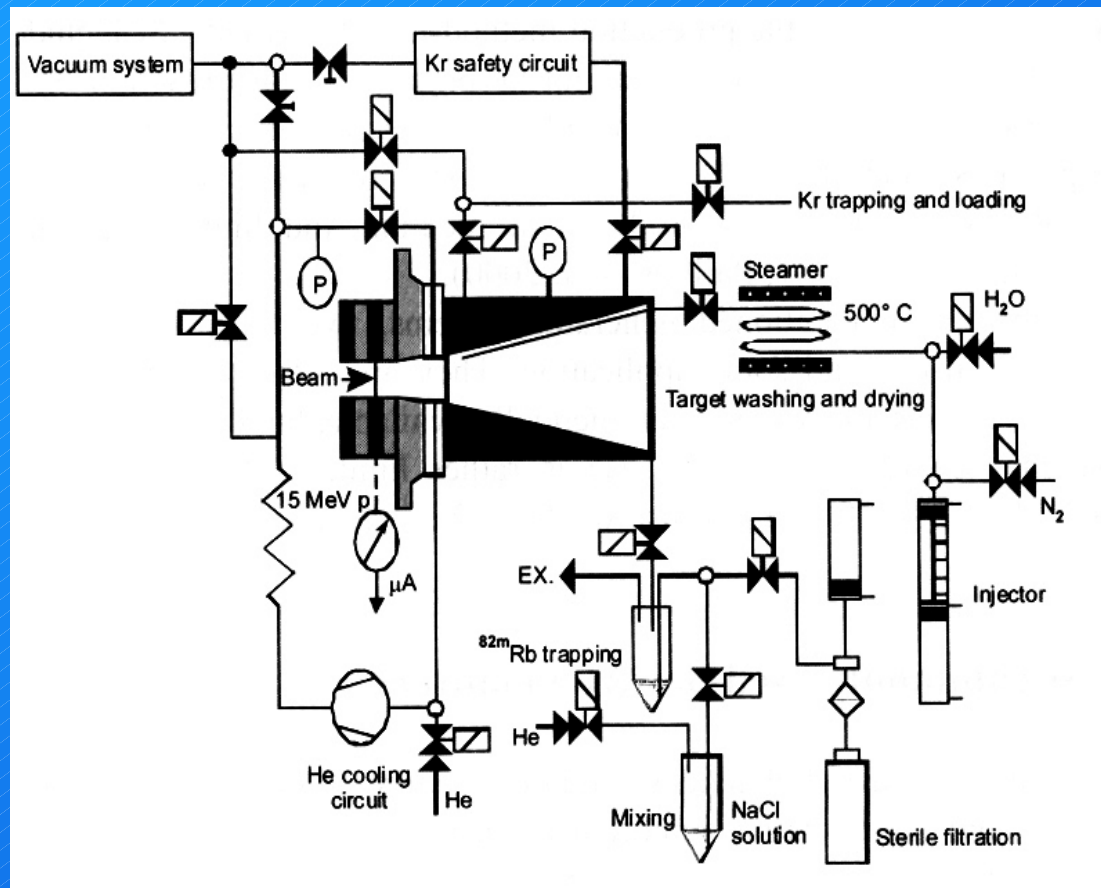 Vacuum system
Kr safety circuit
Kr trapping and loading
P
P
Steamer
500° C
H₂O
Beam
Target washing and drying
15 MeV p
N₂
μA
EX.
Injector
⁸²ᵐRb trapping
He
He cooling
circuit
He
Mixing
NaCl
solution
Sterile filtration